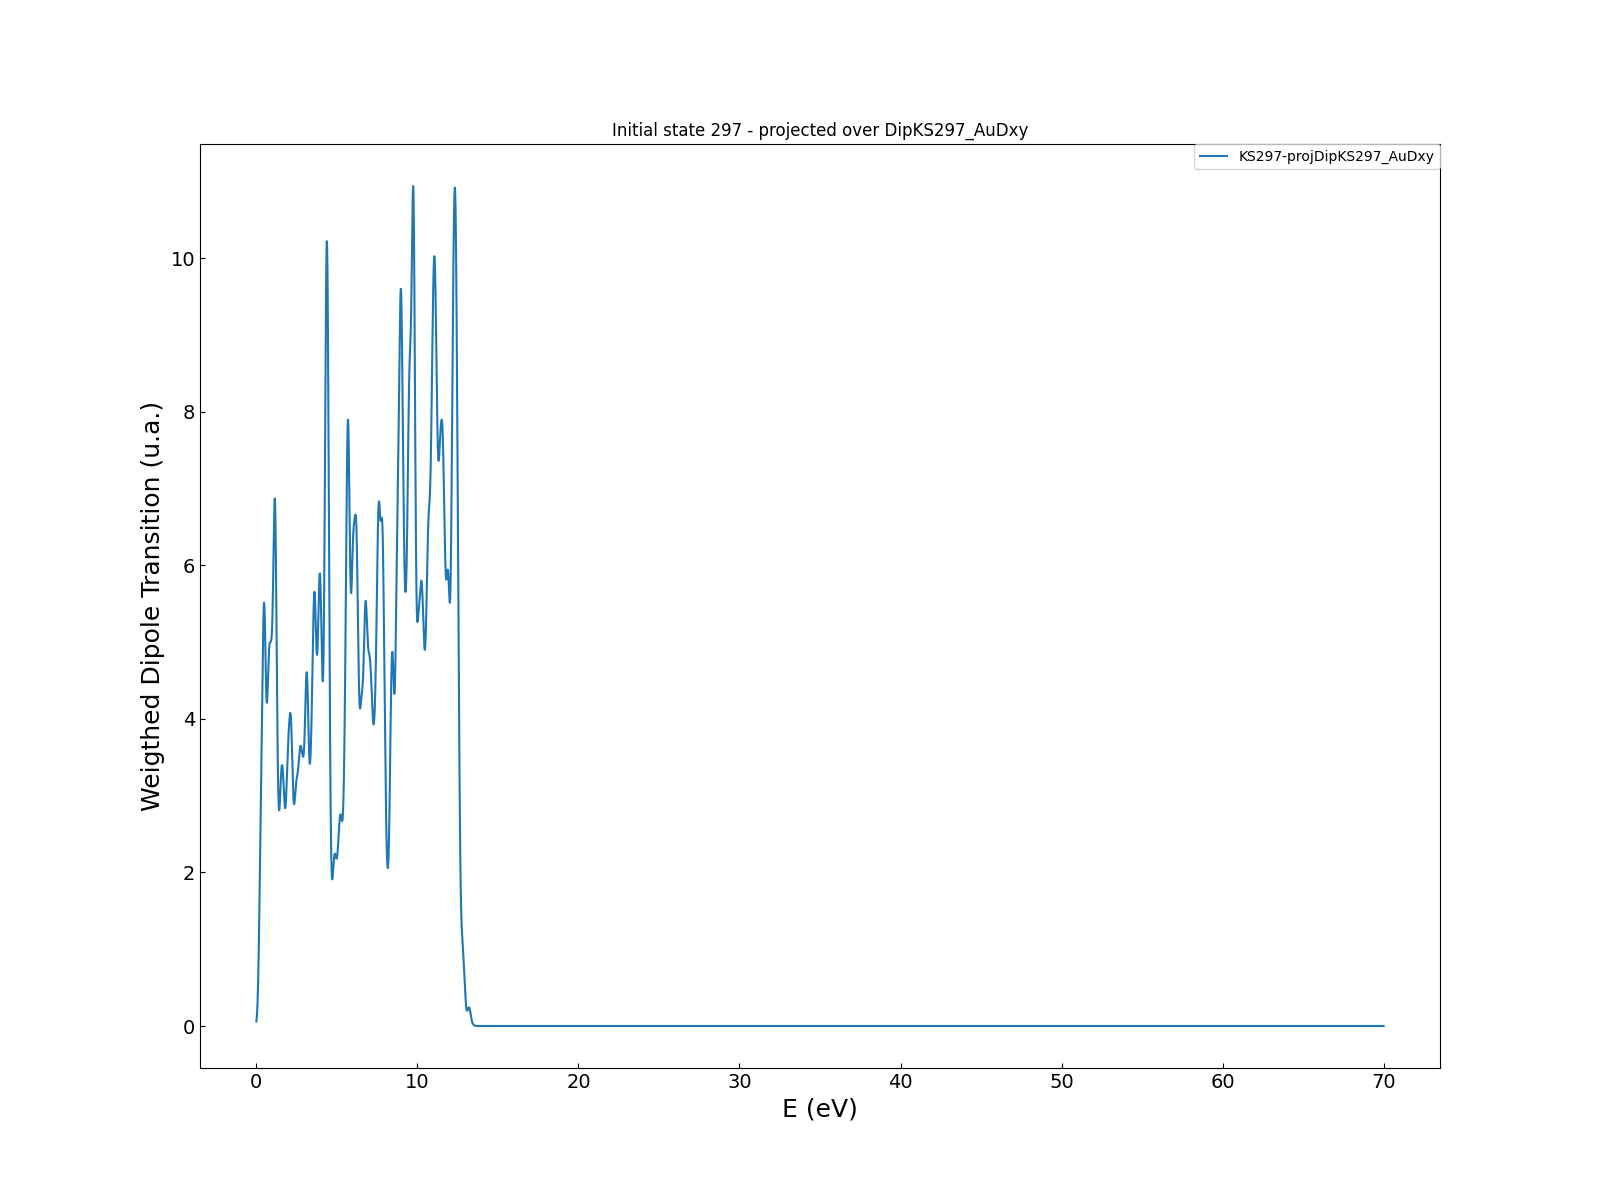 Initial state 297 - projected over DipKS297_AuDxy
KS297-projDipKS297_AuDxy
Weigthed Dipole Transition (u.a.)
10
8
6
4
2
0
0 10 20 30 40 50 60 70
E (eV)